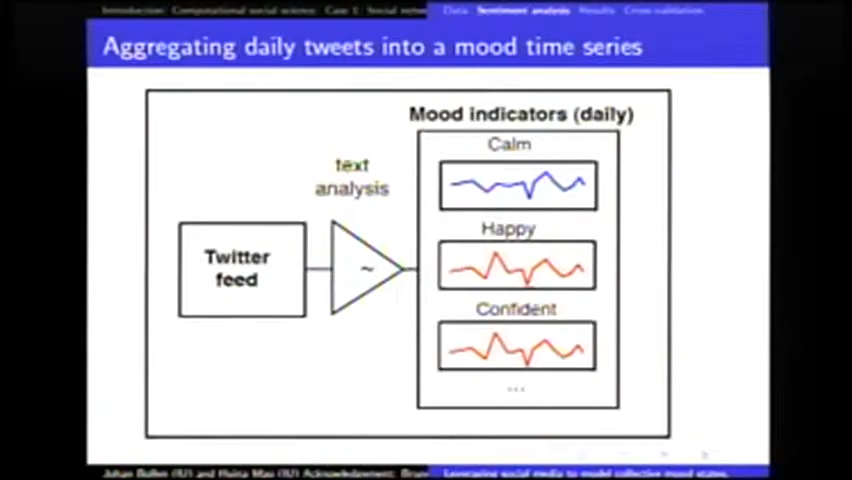 Introduction Computational social science Case 1: Social
Data Sentiment analysis Results Cross-validation
Aggregating daily tweets into a mood time series
Mood indicators (daily)
Calm
text
analysis
Happy
Twitter
feed
~
Confident
...
Johan Bollen (IU) and Huina Mao (IU) Acknowledgement:
Leveraging social media to model collective mood states.